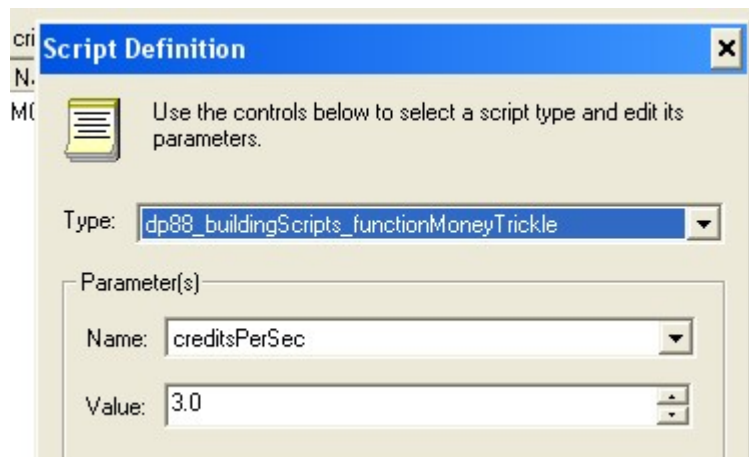 cri
Script Definition
N.
M(
Use the controls below to select a script type and edit its
parameters.
Type: dp88_buildingScripts_functionMoneyTrickle
Parameter(s)
Name: creditsPerSec
Value: 3.0